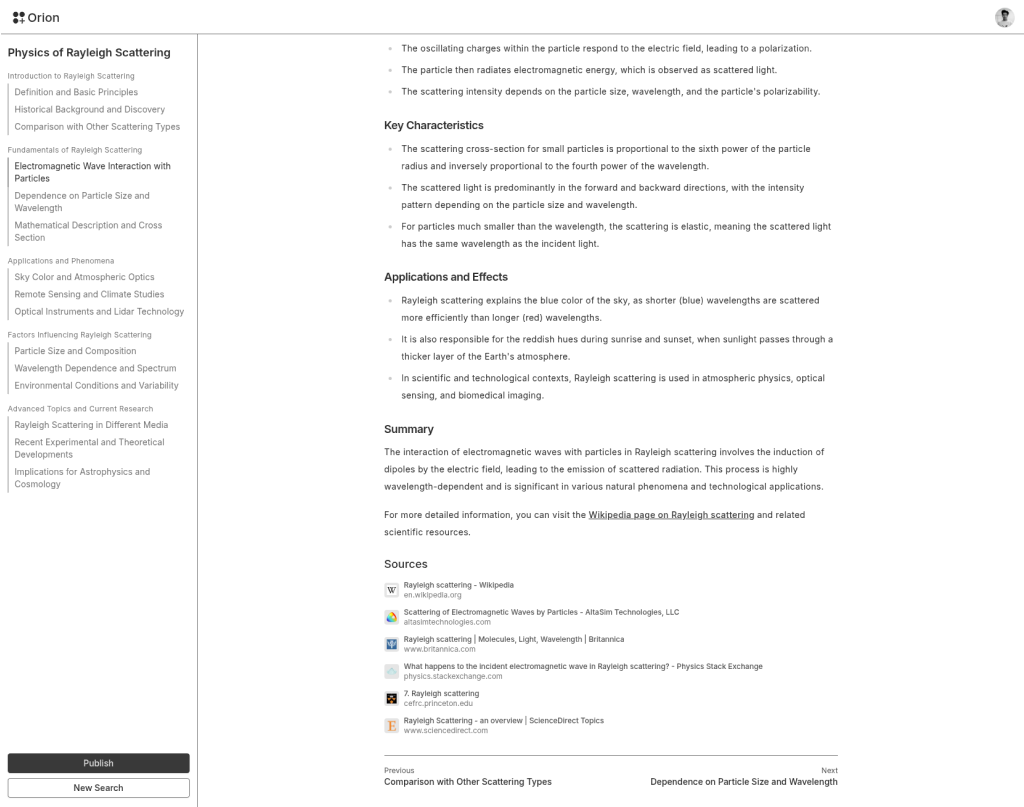 Orion
Physics of Rayleigh Scattering
Introduction to Rayleigh Scattering
Definition and Basic Principles
Historical Background and Discovery
Comparison with Other Scattering Types
Fundamentals of Rayleigh Scattering
Electromagnetic Wave Interaction with
Particles
Dependence on Particle Size and
Wavelength
Mathematical Description and Cross
Section
Applications and Phenomena
Sky Color and Atmospheric Optics
Remote Sensing and Climate Studies
Optical Instruments and Lidar Technology
Factors Influencing Rayleigh Scattering
Particle Size and Composition
Wavelength Dependence and Spectrum
Environmental Conditions and Variability
Advanced Topics and Current Research
Rayleigh Scattering in Different Media
Recent Experimental and Theoretical
Developments
Implications for Astrophysics and
Cosmology
Publish
New Search
The oscillating charges within the particle respond to the electric field, leading to a polarization.
The particle then radiates electromagnetic energy, which is observed as scattered light.
The scattering intensity depends on the particle size, wavelength, and the particle's polarizability.
Key Characteristics
The scattering cross-section for small particles is proportional to the sixth power of the particle
radius and inversely proportional to the fourth power of the wavelength.
The scattered light is predominantly in the forward and backward directions, with the intensity
pattern depending on the particle size and wavelength.
For particles much smaller than the wavelength, the scattering is elastic, meaning the scattered light
has the same wavelength as the incident light.
Applications and Effects
Rayleigh scattering explains the blue color of the sky, as shorter (blue) wavelengths are scattered
more efficiently than longer (red) wavelengths.
It is also responsible for the reddish hues during sunrise and sunset, when sunlight passes through a
thicker layer of the Earth's atmosphere.
In scientific and technological contexts, Rayleigh scattering is used in atmospheric physics, optical
sensing, and biomedical imaging.
Summary
The interaction of electromagnetic waves with particles in Rayleigh scattering involves the induction of
dipoles by the electric field, leading to the emission of scattered radiation. This process is highly
wavelength-dependent and is significant in various natural phenomena and technological applications.
For more detailed information, you can visit the Wikipedia page on Rayleigh scattering and related
scientific resources.
Sources
W
Rayleigh scattering - Wikipedia
en.wikipedia.org
Scattering of Electromagnetic Waves by Particles - AltaSim Technologies, LLC
altasimtechnologies.com
Rayleigh scattering | Molecules, Light, Wavelength | Britannica
www.britannica.com
What happens to the incident electromagnetic wave in Rayleigh scattering? - Physics Stack Exchange
physics.stackexchange.com
7. Rayleigh scattering
cefrc.princeton.edu
E
Rayleigh Scattering - an overview | ScienceDirect Topics
www.sciencedirect.com
Previous
Comparison with Other Scattering Types
Next
Dependence on Particle Size and Wavelength